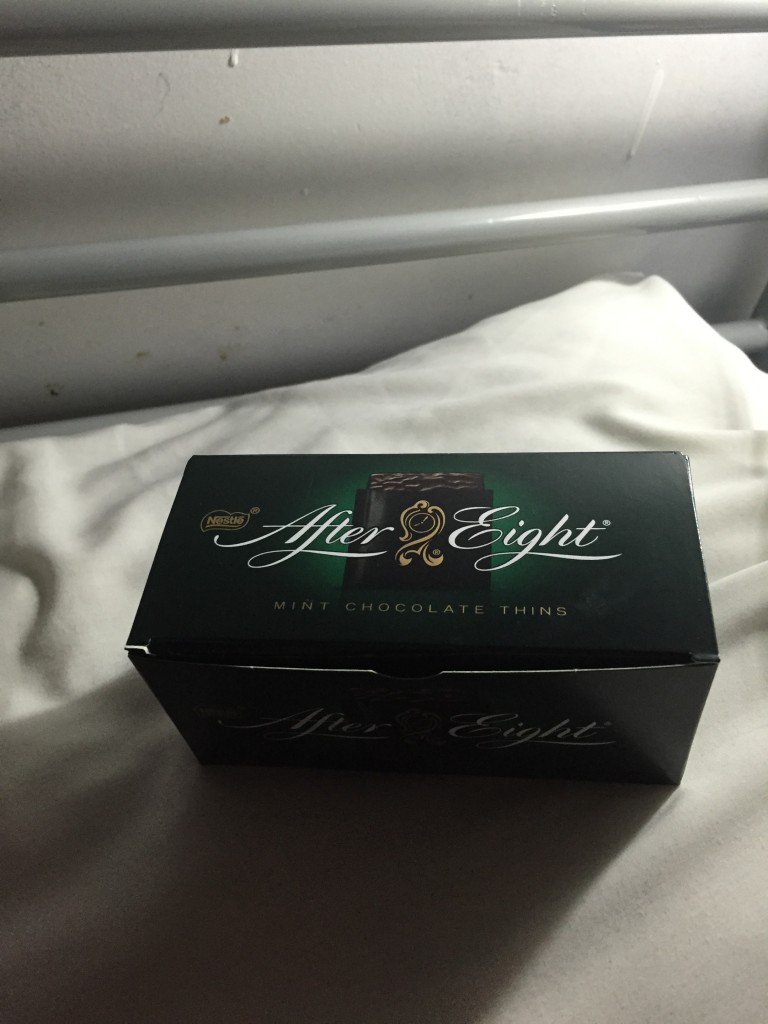 Nestlé®
After Eight®
MINT CHOCOLATE THINS
After Eight®